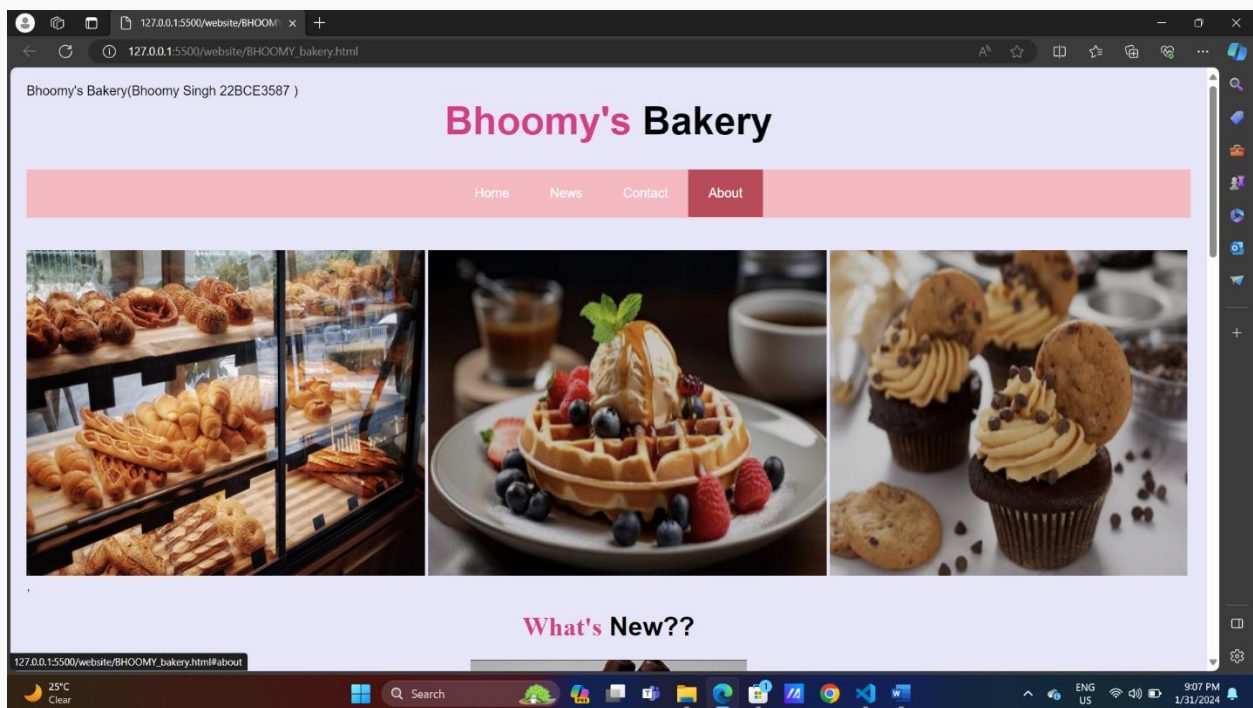 127.0.0.1:5500/website/BHOOMY
127.0.0.1:5500/website/BHOOMY_bakery.html
Bhoomy's Bakery(Bhoomy Singh 22BCE3587 )
Bhoomy's Bakery
Home News Contact About
,
What's New??
127.0.0.1:5500/website/BHOOMY_bakery.html#about
25°C
Clear
Search
ENG
US
9:07 PM
1/31/2024